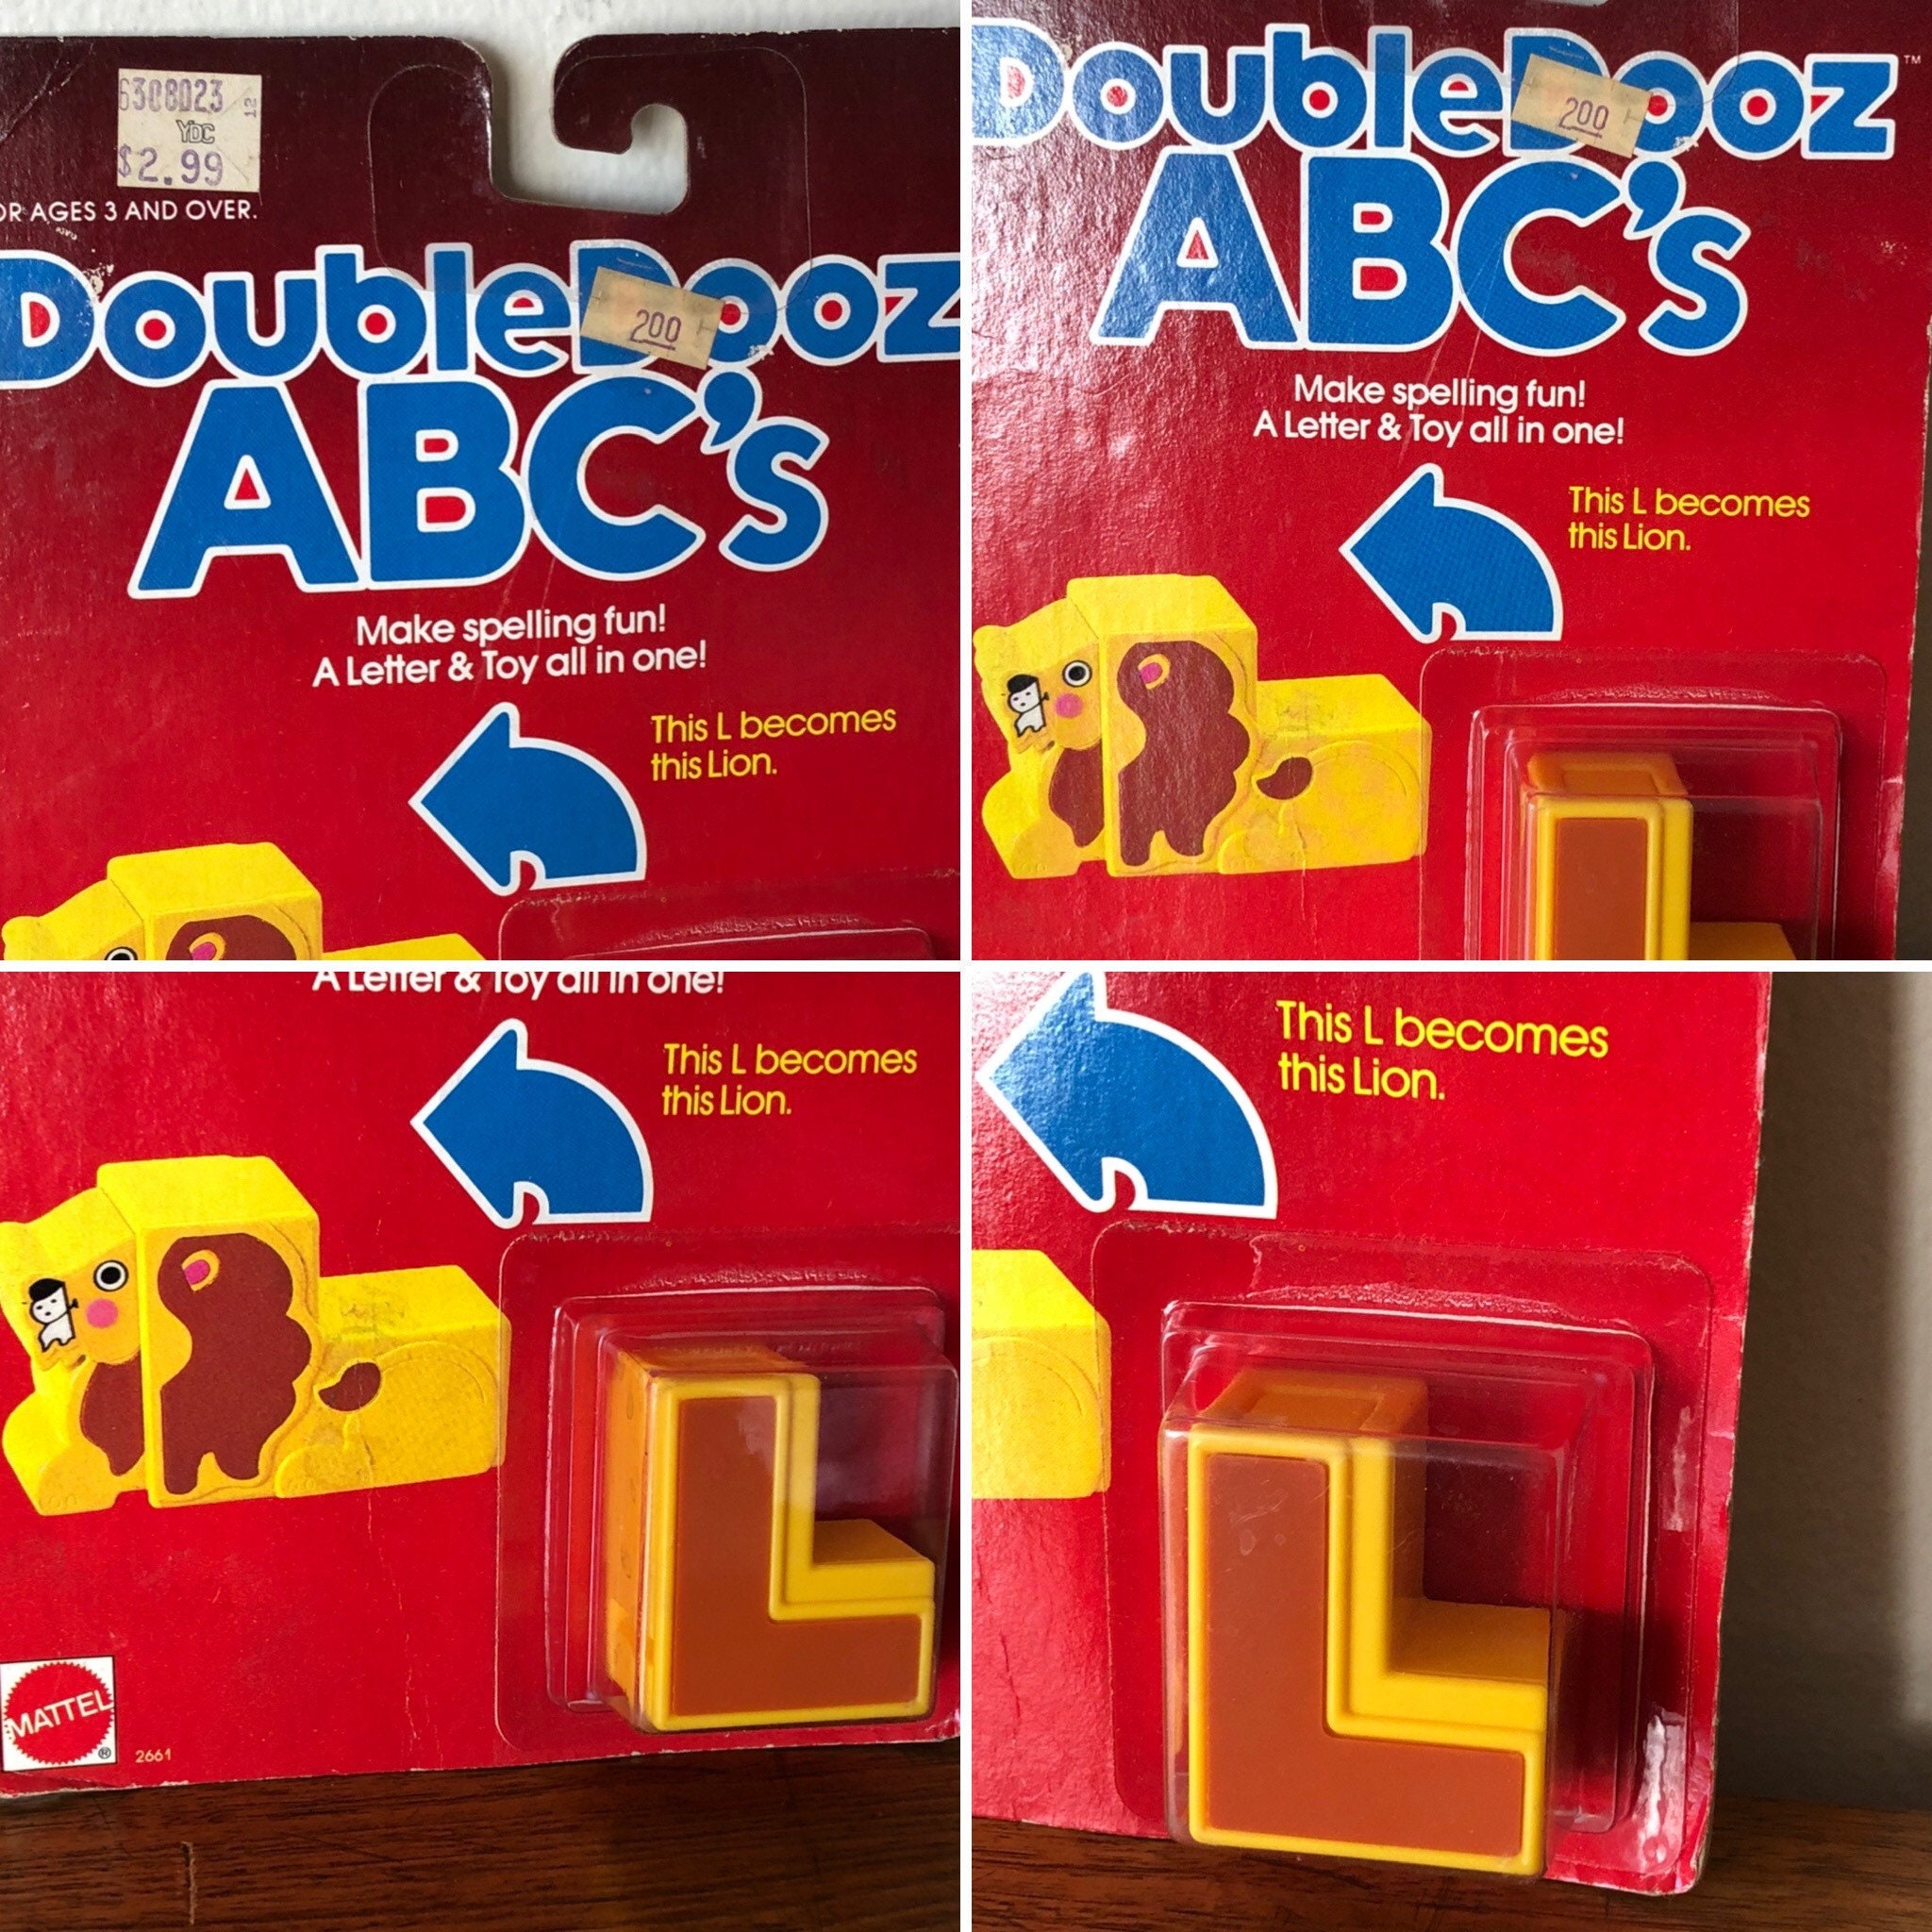 6308023 12
YDC
$2.99
OR AGES 3 AND OVER.
DoubleDooz
200
ABC's
Make spelling fun!
A Letter & Toy all in one!
This L becomes
this Lion.
DoubleDooz™
200
ABC's
Make spelling fun!
A Letter & Toy all in one!
This L becomes
this Lion.
A Letter & Toy all in one!
This L becomes
this Lion.
L
MATTEL®
2661
This L becomes
this Lion.
L